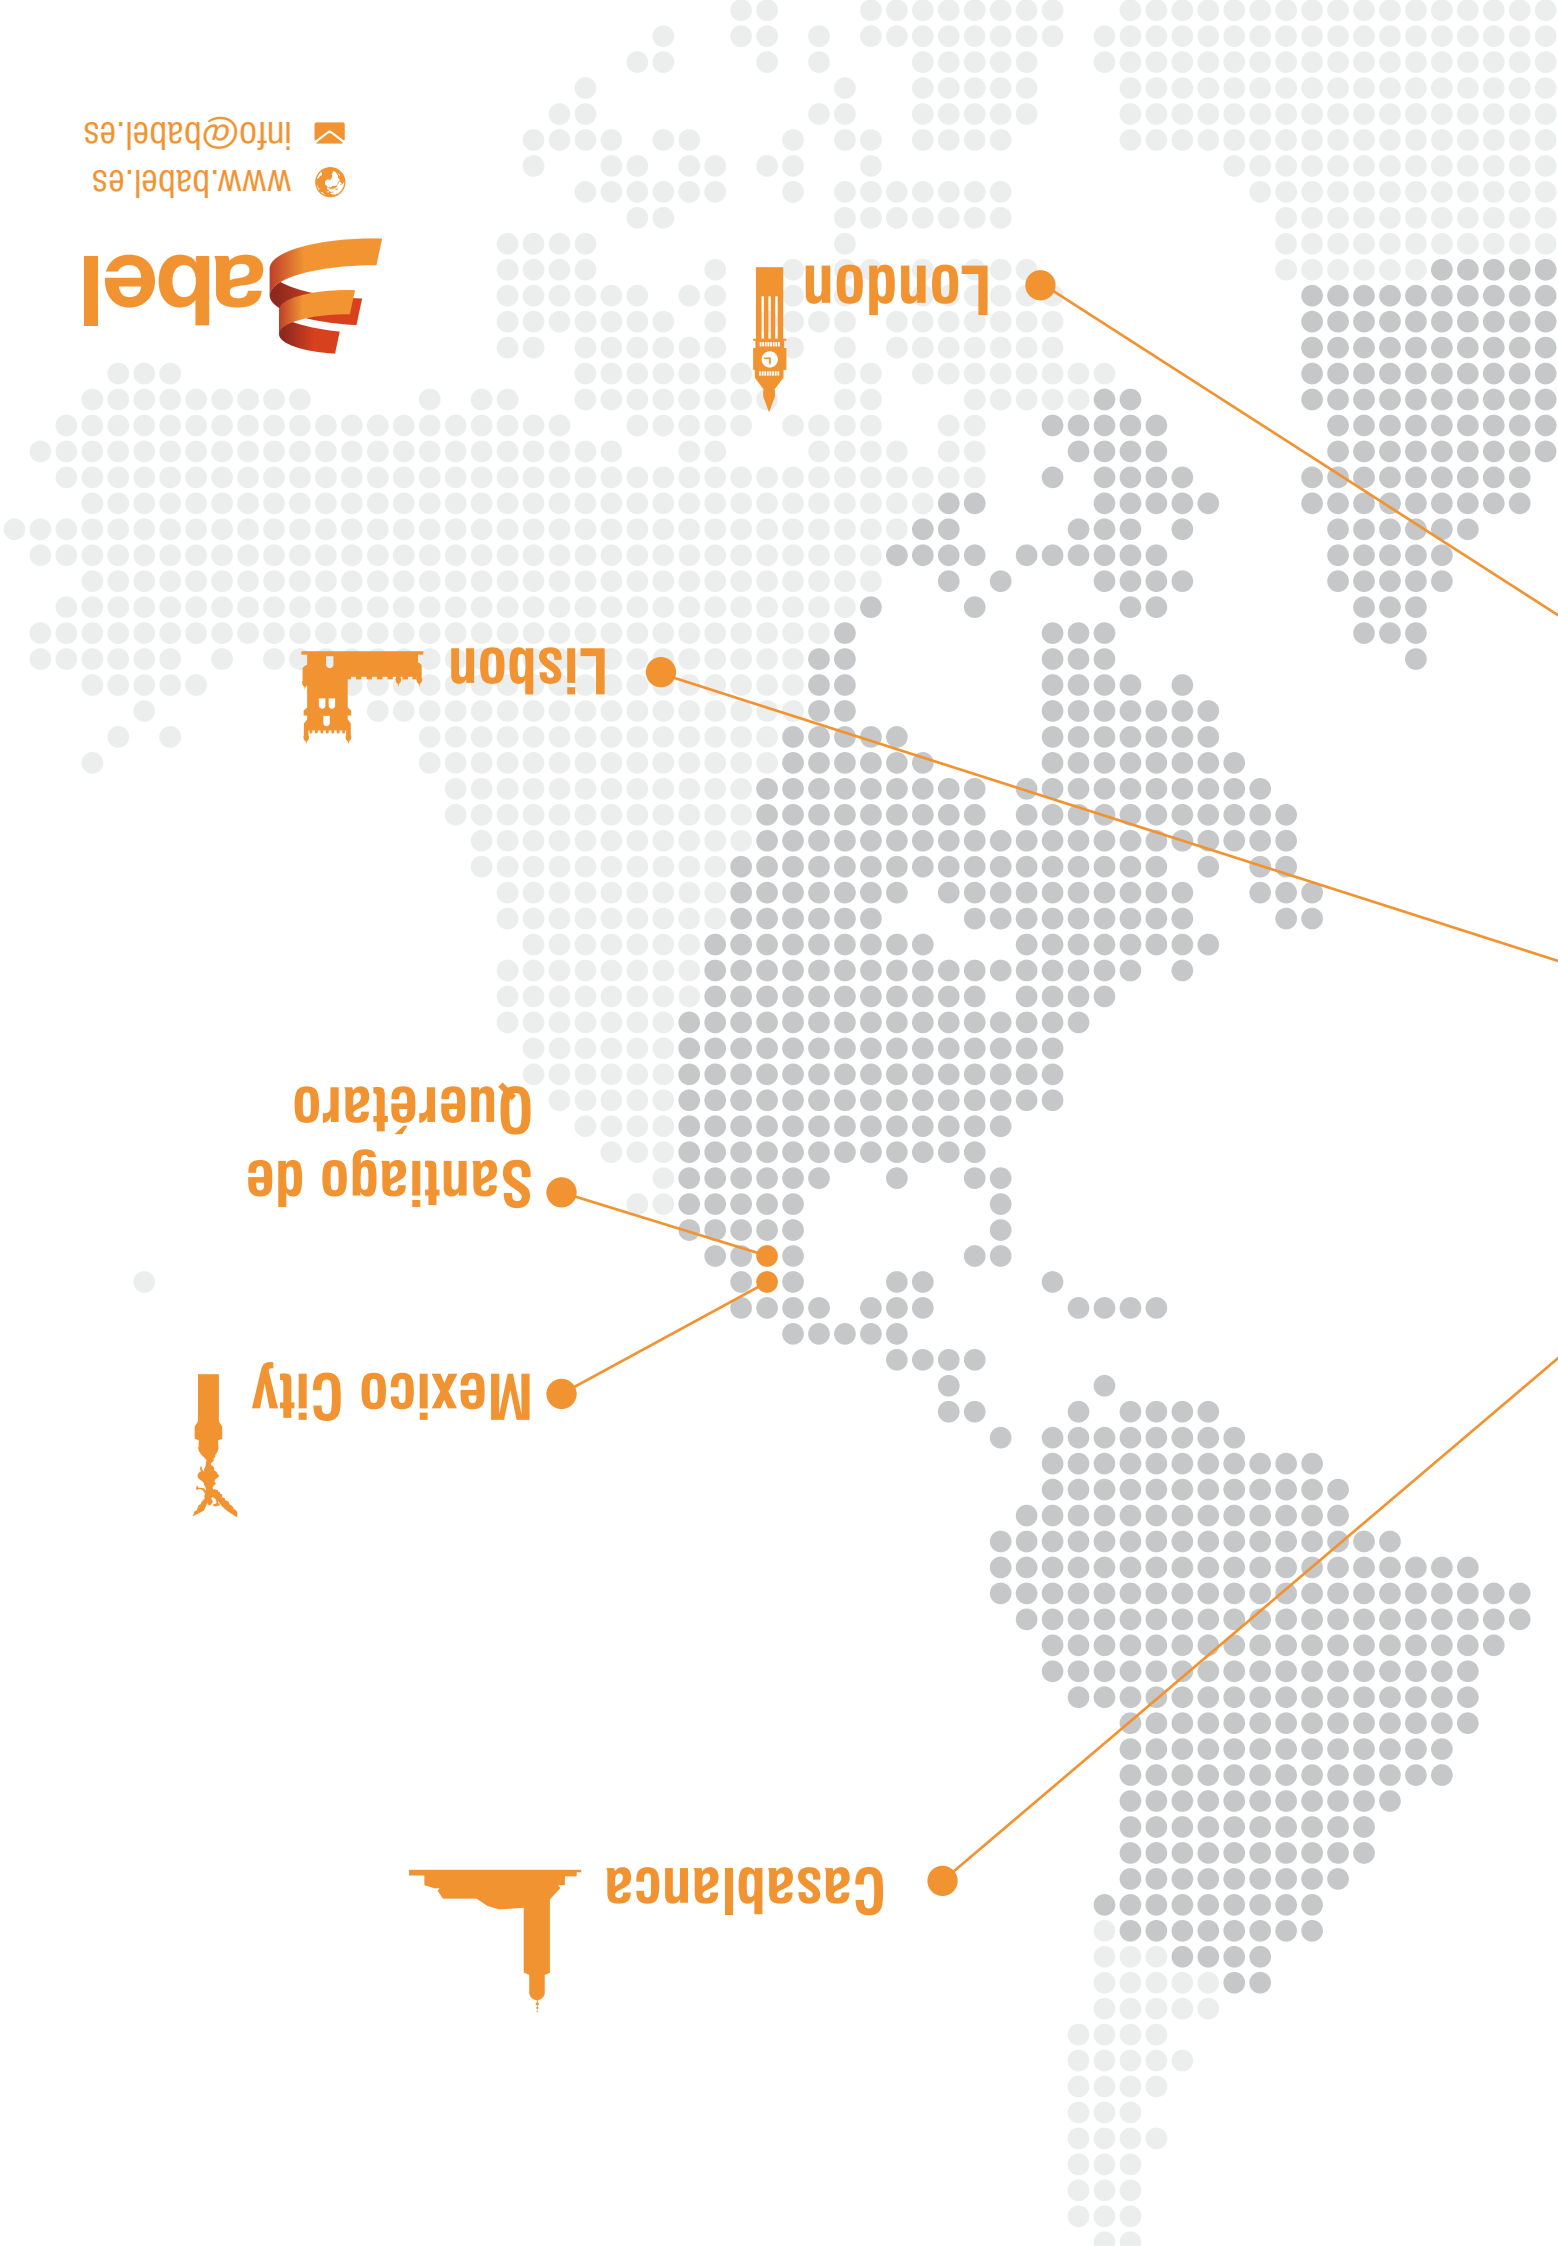 Casablanca
Mexico City
Santiago de
Querétaro
Lisbon
London
Babel
www.babel.es
info@babel.es